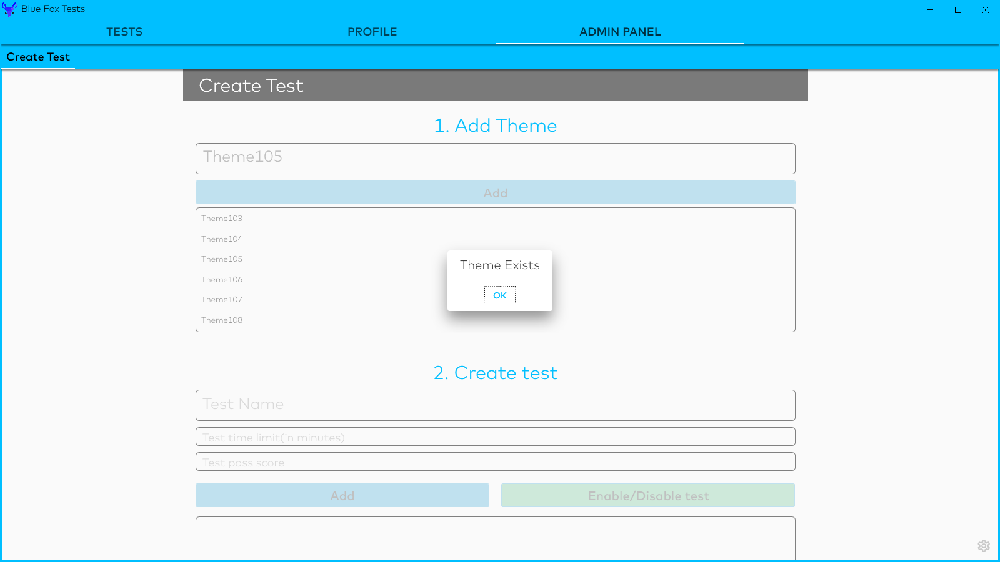 Blue Fox Tests
TESTS
PROFILE
ADMIN PANEL
Create Test
Create Test
1. Add Theme
Theme105
Add
Theme103
Theme104
Theme105
Theme106
Theme107
Theme108
Theme Exists
OK
2. Create test
Test Name
Test time limit(in minutes)
Test pass score
Add
Enable/Disable test